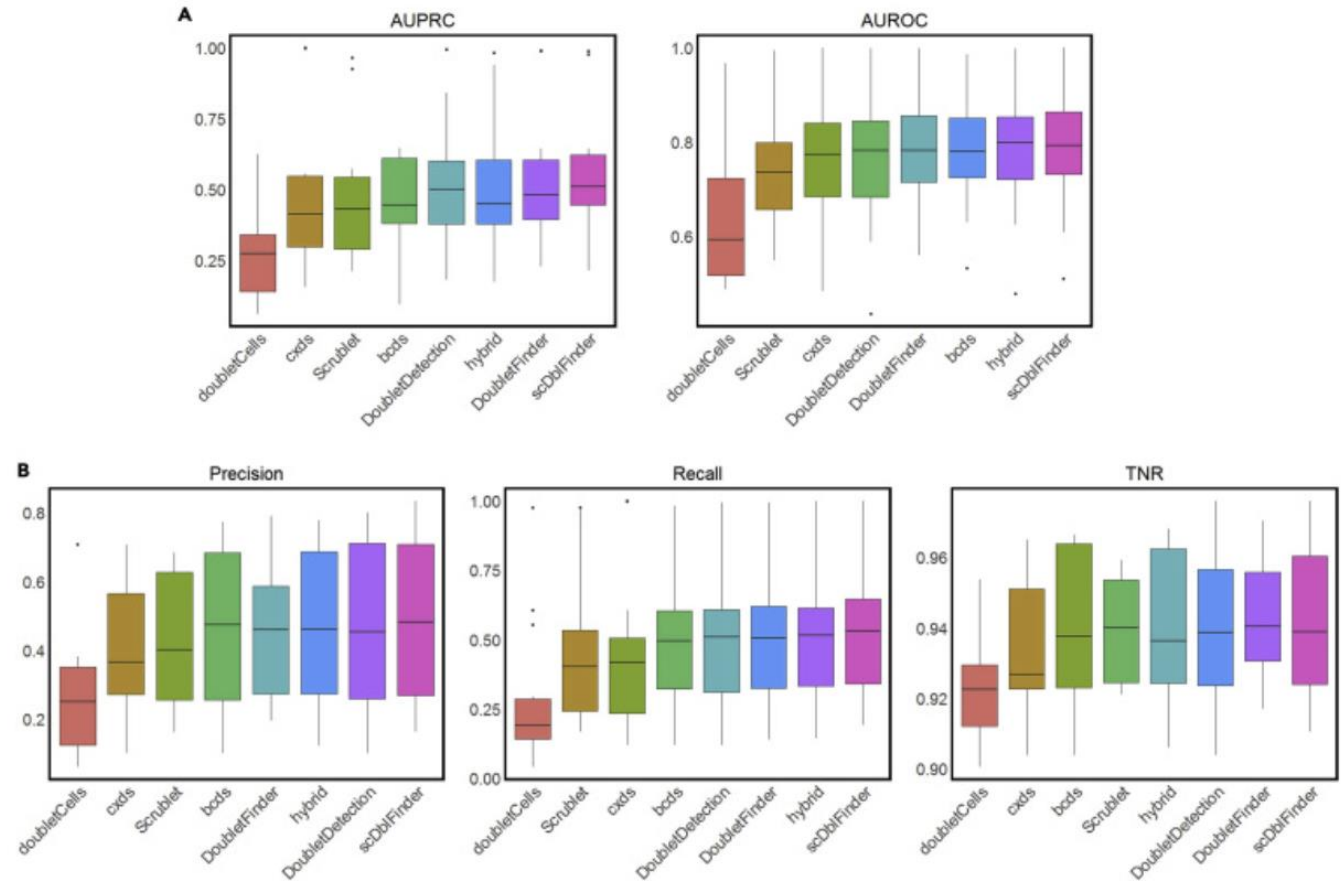 A
AUPRC
AUROC
1.00
0.75
0.50
0.25
1.0
0.8
0.6
doubletCells
cxds
Scrublet
bcds
DoubletDetection
hybrid
DoubletFinder
scDblFinder
doubletCells
Scrublet
cxds
DoubletDetection
DoubletFinder
bcds
hybrid
scDblFinder
B
Precision
Recall
TNR
0.8
0.6
0.4
0.2
1.00
0.75
0.50
0.25
0.00
0.96
0.94
0.92
0.90
doubletCells
cxds
Scrublet
bcds
DoubletFinder
hybrid
DoubletDetection
scDblFinder
doubletCells
Scrublet
cxds
bcds
DoubletDetection
DoubletFinder
hybrid
scDblFinder
doubletCells
cxds
bcds
Scrublet
hybrid
DoubletDetection
DoubletFinder
scDblFinder